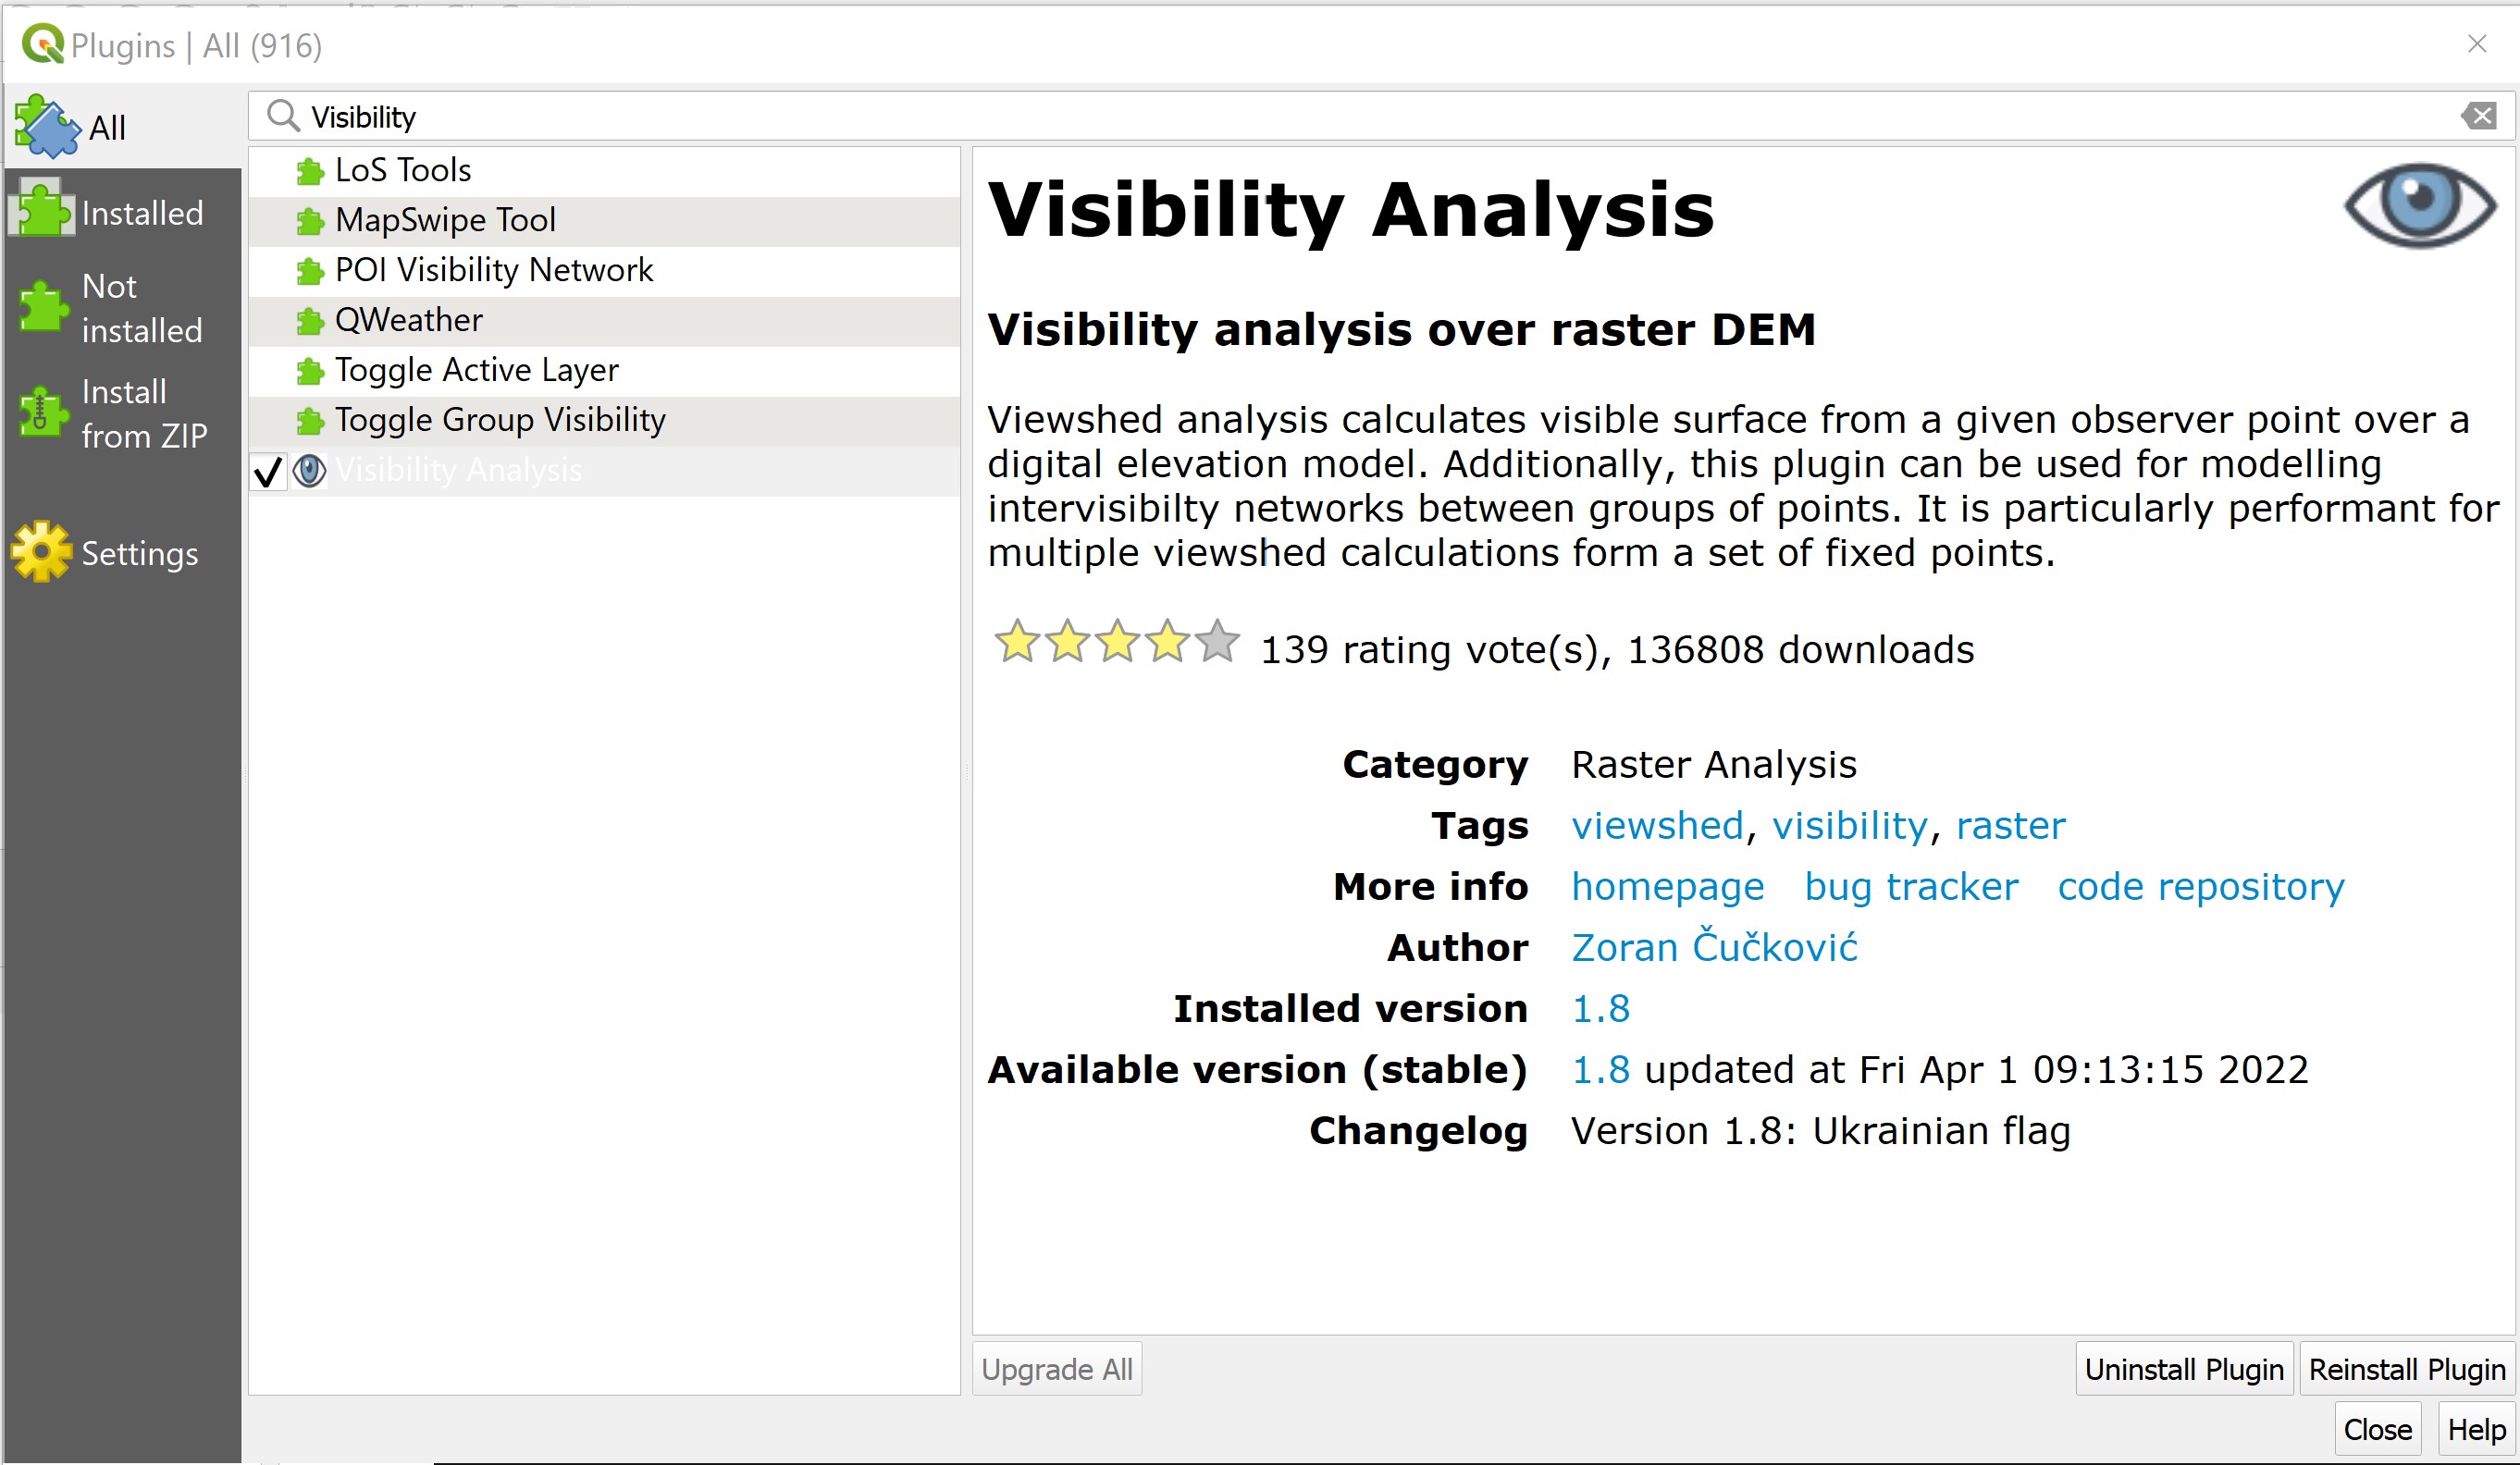 Plugins | All (916)
All
Installed
Not
installed
Install
from ZIP
Settings
Visibility
LoS Tools
MapSwipe Tool
POI Visibility Network
QWeather
Toggle Active Layer
Toggle Group Visibility
Visibility Analysis
Visibility Analysis
Visibility analysis over raster DEM
Viewshed analysis calculates visible surface from a given observer point over a
digital elevation model. Additionally, this plugin can be used for modelling
intervisibilty networks between groups of points. It is particularly performant for
multiple viewshed calculations form a set of fixed points.
139 rating vote(s), 136808 downloads
Category Raster Analysis
Tags viewshed, visibility, raster
More info homepage bug tracker code repository
Author Zoran Čučković
Installed version 1.8
Available version (stable) 1.8 updated at Fri Apr 1 09:13:15 2022
Changelog Version 1.8: Ukrainian flag
Upgrade All
Uninstall Plugin
Reinstall Plugin
Close
Help